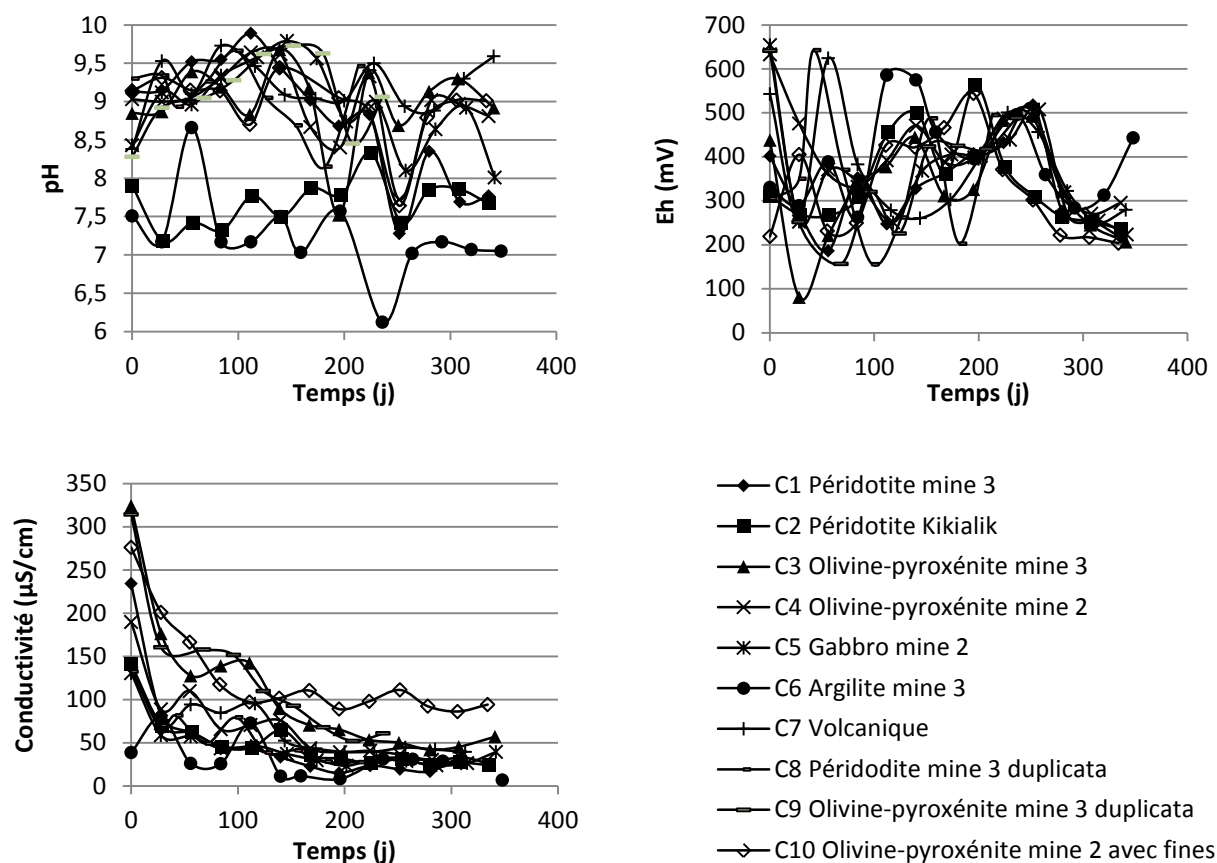 pH
10
9,5
9
8,5
8
7,5
7
6,5
6
0 100 200 300 400
Temps (j)
Eh (mV)
700
600
500
400
300
200
100
0
0 100 200 300 400
Temps (j)
Conductivité (µS/cm)
350
300
250
200
150
100
50
0
0 100 200 300 400
Temps (j)
C1 Péridotite mine 3
C2 Péridotite Kikialik
C3 Olivine-pyroxénite mine 3
C4 Olivine-pyroxénite mine 2
C5 Gabbro mine 2
C6 Argilite mine 3
C7 Volcanique
C8 Péridodite mine 3 duplicata
C9 Olivine-pyroxénite mine 3 duplicata
C10 Olivine-pyroxénite mine 2 avec fines